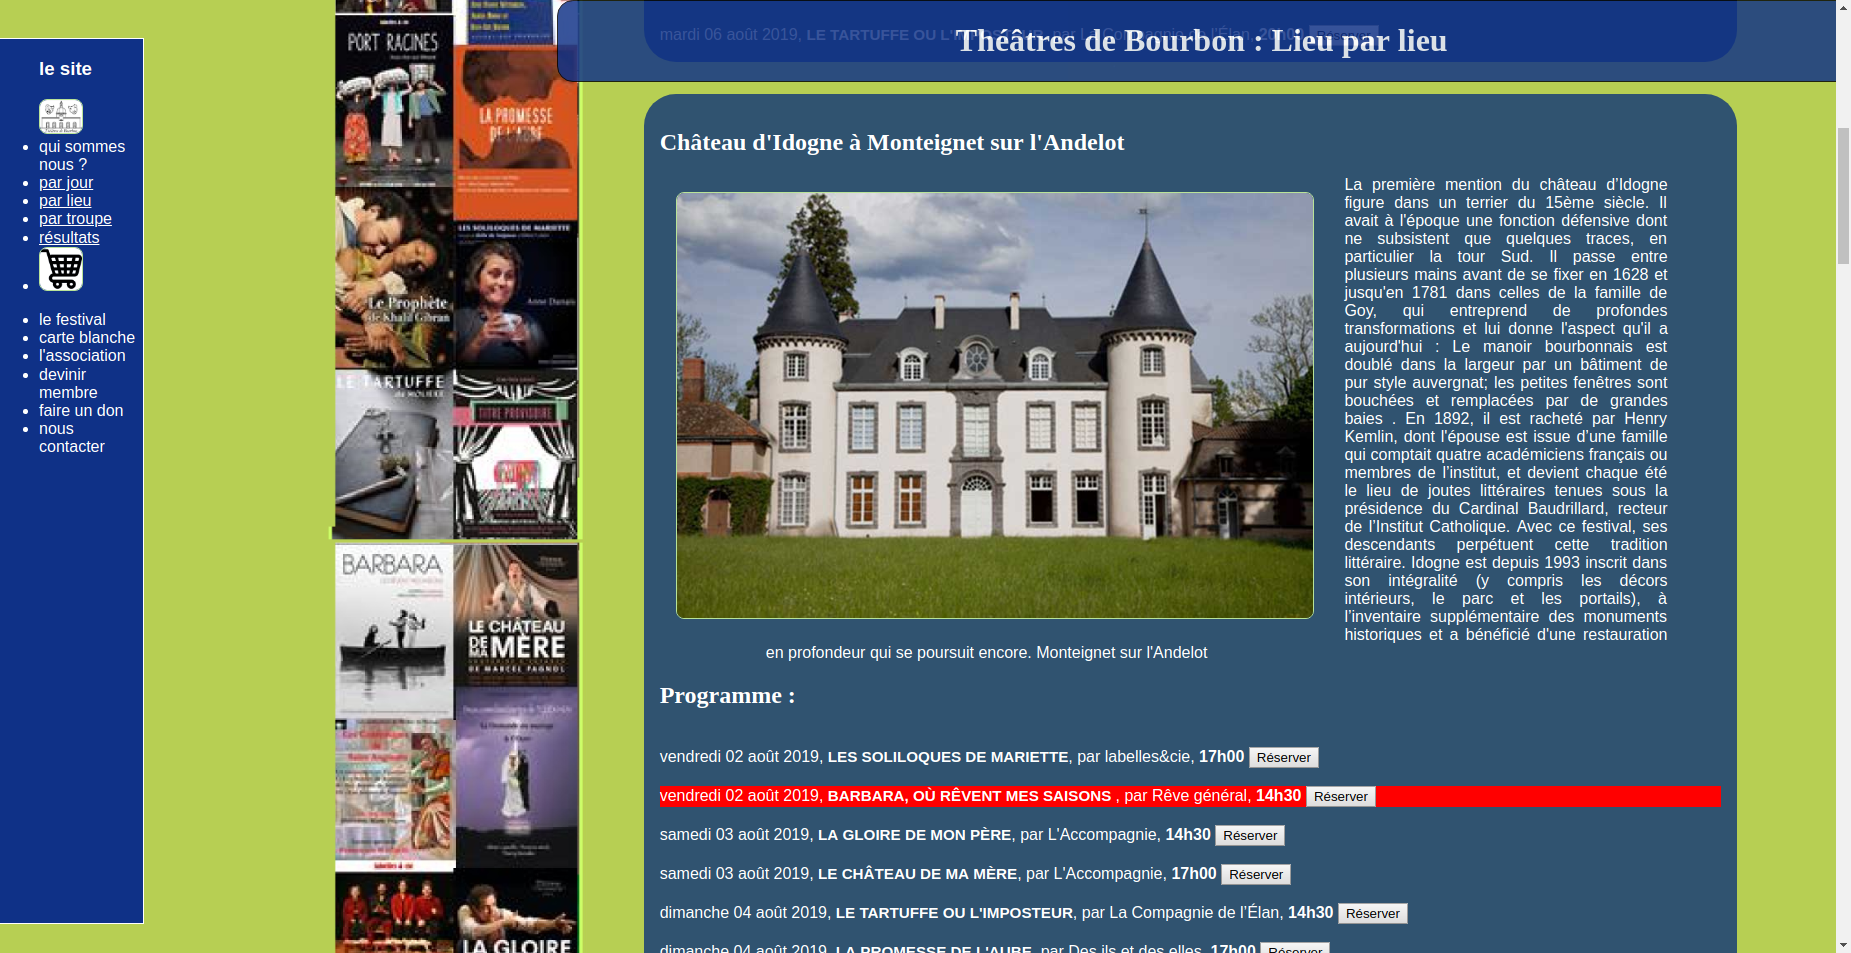 mardi 06 août 2019, LE TARTUFFE OU L'IMPOSTEUR, par La Compagnie de l'Élan, 20h00 Réserver
Théâtres de Bourbon : Lieu par lieu
le site
qui sommes
nous ?
par jour
par lieu
par troupe
résultats
le festival
carte blanche
l'association
devinir
membre
faire un don
nous
contacter
PORT RACINES
LA PROMESSE
DE L'AUBE
Le Prophète
de Khalil Gibran
LES SOLILOQUES DE MARIETTE
Anne Danais
LE TARTUFFE
de MOLIERE
TITRE PROVISOIRE
BARBARA
LE CHÂTEAU
DE MA MÈRE
DE MARCEL PAGNOL
LA GLOIRE
Château d'Idogne à Monteignet sur l'Andelot
La première mention du château d’Idogne
figure dans un terrier du 15ème siècle. Il
avait à l'époque une fonction défensive dont
ne subsistent que quelques traces, en
particulier la tour Sud. Il passe entre
plusieurs mains avant de se fixer en 1628 et
jusqu'en 1781 dans celles de la famille de
Goy, qui entreprend de profondes
transformations et lui donne l'aspect qu'il a
aujourd'hui : Le manoir bourbonnais est
doublé dans la largeur par un bâtiment de
pur style auvergnat; les petites fenêtres sont
bouchées et remplacées par de grandes
baies . En 1892, il est racheté par Henry
Kemlin, dont l'épouse est issue d’une famille
qui comptait quatre académiciens français ou
membres de l’institut, et devient chaque été
le lieu de joutes littéraires tenues sous la
présidence du Cardinal Baudrillard, recteur
de l’Institut Catholique. Avec ce festival, ses
descendants perpétuent cette tradition
littéraire. Idogne est depuis 1993 inscrit dans
son intégralité (y compris les décors
intérieurs, le parc et les portails), à
l’inventaire supplémentaire des monuments
historiques et a bénéficié d'une restauration
en profondeur qui se poursuit encore. Monteignet sur l'Andelot
Programme :
vendredi 02 août 2019, LES SOLILOQUES DE MARIETTE, par labelles&cie, 17h00 Réserver
vendredi 02 août 2019, BARBARA, OÙ RÊVENT MES SAISONS , par Rêve général, 14h30 Réserver
samedi 03 août 2019, LA GLOIRE DE MON PÈRE, par L'Accompagnie, 14h30 Réserver
samedi 03 août 2019, LE CHÂTEAU DE MA MÈRE, par L'Accompagnie, 17h00 Réserver
dimanche 04 août 2019, LE TARTUFFE OU L'IMPOSTEUR, par La Compagnie de l’Élan, 14h30 Réserver
dimanche 04 août 2019, LA PROMESSE DE L'AUBE, par Des ils et des elles, 17h00 Réserver